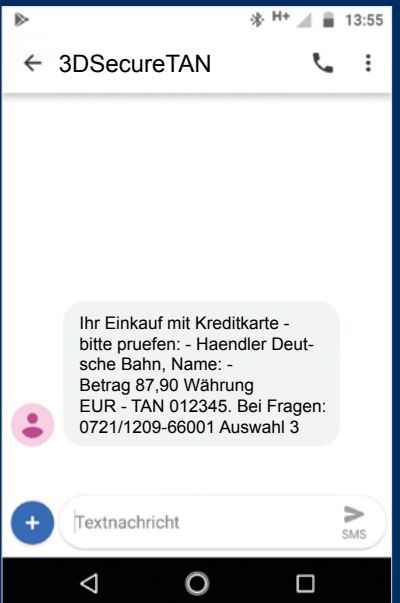 H+ 13:55
3DSecureTAN
Ihr Einkauf mit Kreditkarte -
bitte pruefen: - Haendler Deut-
sche Bahn, Name: -
Betrag 87,90 Währung
EUR - TAN 012345. Bei Fragen:
0721/1209-66001 Auswahl 3
Textnachricht
SMS